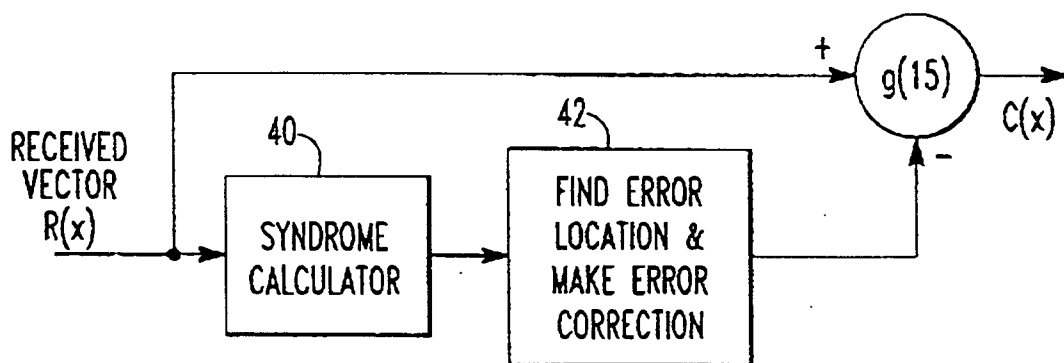 RECEIVED
VECTOR
R(x)
40
SYNDROME
CALCULATOR
42
FIND ERROR
LOCATION &
MAKE ERROR
CORRECTION
+
g(15)
-
C(x)